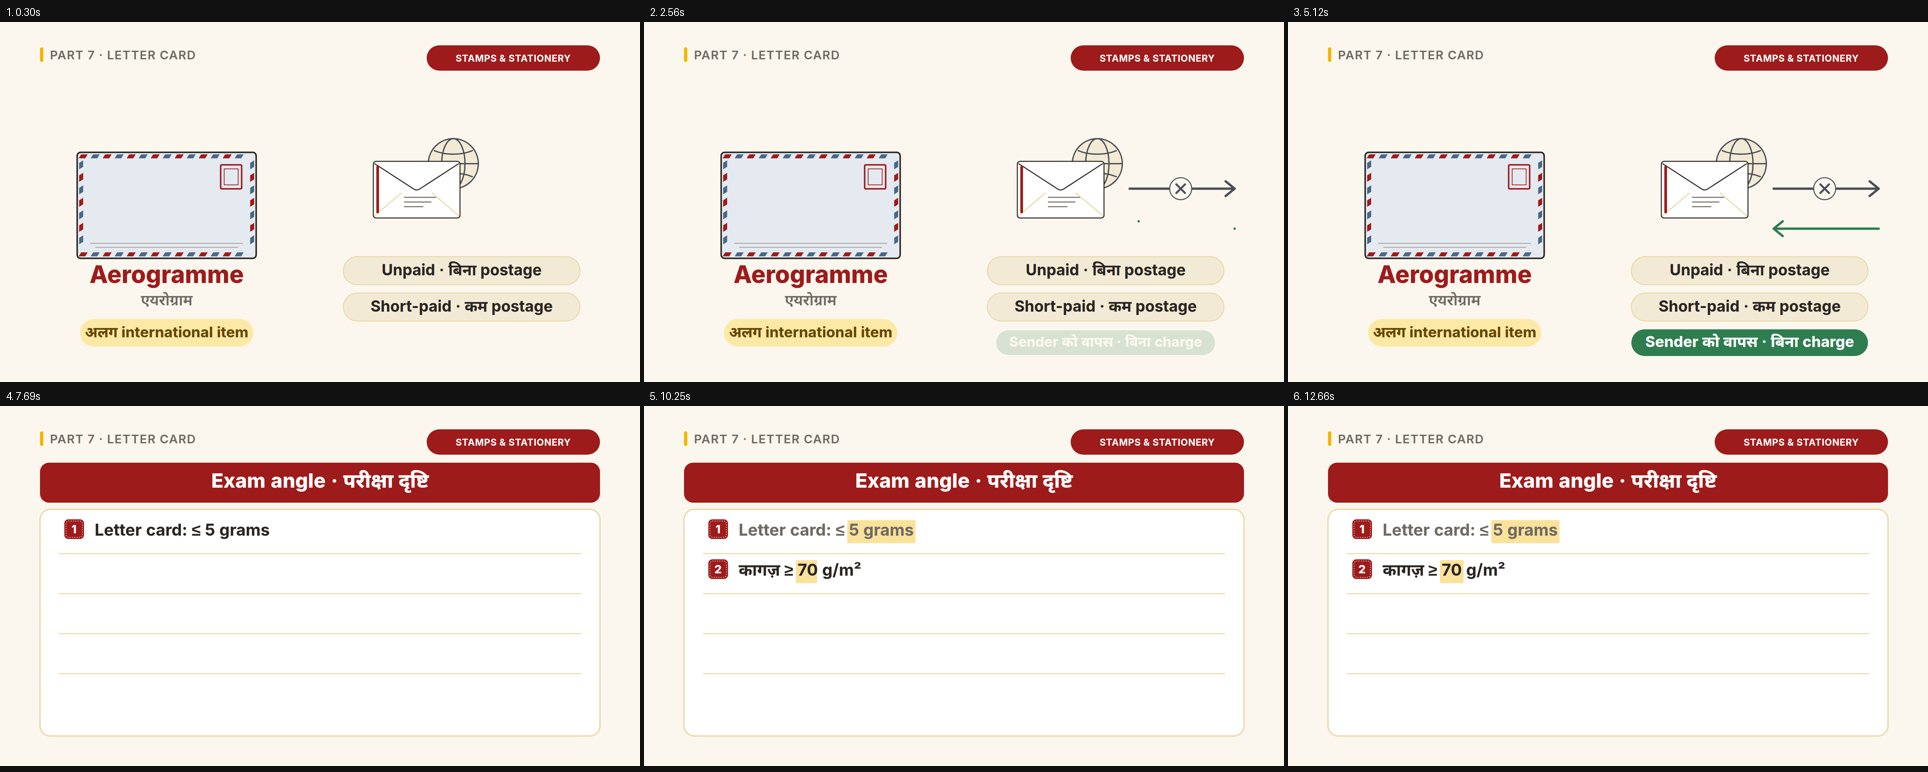 1. 0.30s
PART 7 · LETTER CARD
STAMPS & STATIONERY
Aerogramme
एयरोग्राम
अलग international item
Unpaid · बिना postage
Short-paid · कम postage
2. 2.56s
PART 7 · LETTER CARD
STAMPS & STATIONERY
Aerogramme
एयरोग्राम
अलग international item
Unpaid · बिना postage
Short-paid · कम postage
Sender को वापस · बिना charge
3. 5.12s
PART 7 · LETTER CARD
STAMPS & STATIONERY
Aerogramme
एयरोग्राम
अलग international item
Unpaid · बिना postage
Short-paid · कम postage
Sender को वापस · बिना charge
4. 7.69s
PART 7 · LETTER CARD
STAMPS & STATIONERY
Exam angle · परीक्षा दृष्टि
1 Letter card: ≤ 5 grams
5. 10.25s
PART 7 · LETTER CARD
STAMPS & STATIONERY
Exam angle · परीक्षा दृष्टि
1 Letter card: ≤ 5 grams
2 कागज़ ≥ 70 g/m²
6. 12.66s
PART 7 · LETTER CARD
STAMPS & STATIONERY
Exam angle · परीक्षा दृष्टि
1 Letter card: ≤ 5 grams
2 कागज़ ≥ 70 g/m²